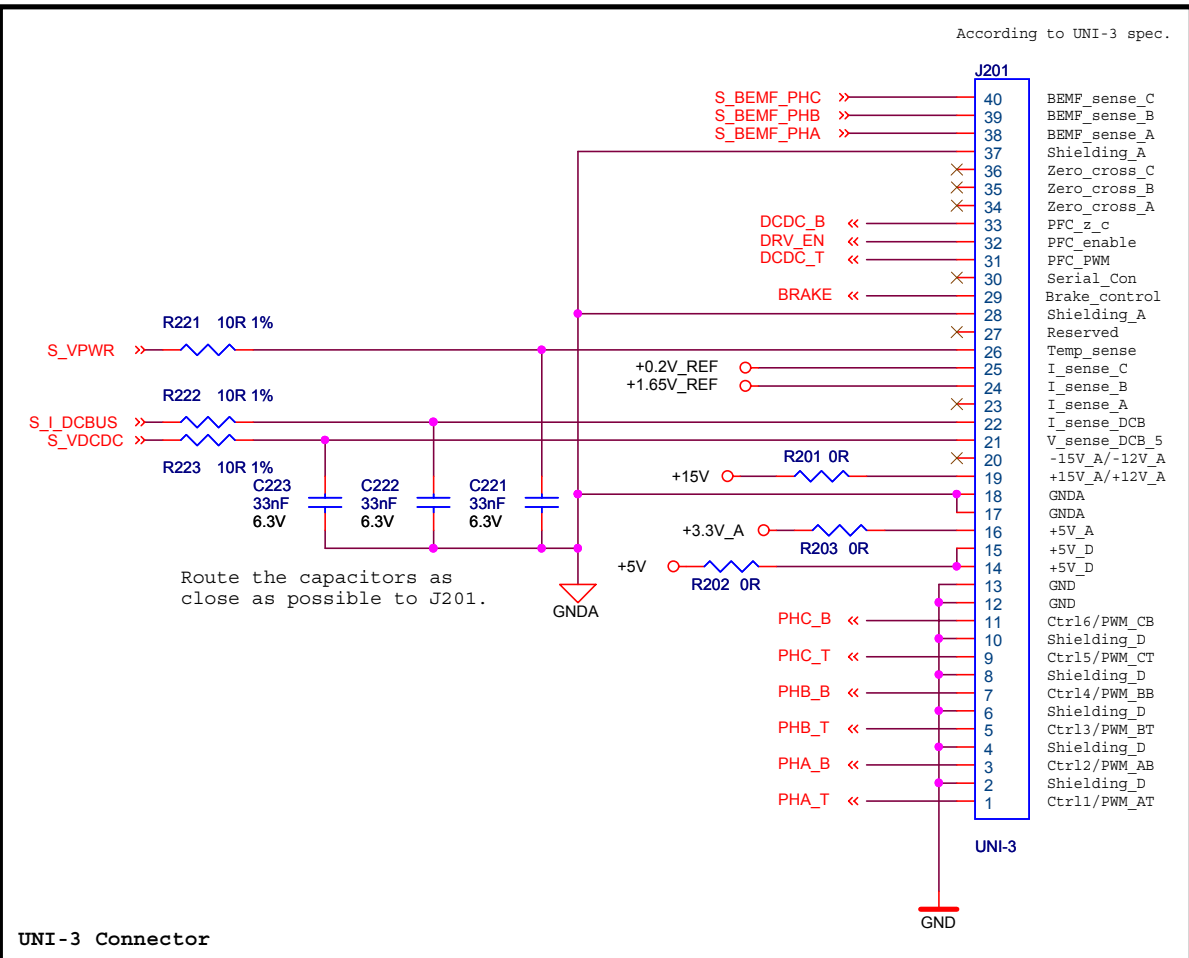 According to UNI-3 spec.
J201
S_BEMF_PHC 40 BEMF_sense_C
S_BEMF_PHB 39 BEMF_sense_B
S_BEMF_PHA 38 BEMF_sense_A
37 Shielding_A
36 Zero_cross_C
35 Zero_cross_B
34 Zero_cross_A
DCDC_B 33 PFC_z_c
DRV_EN 32 PFC_enable
DCDC_T 31 PFC_PWM
30 Serial_Con
BRAKE 29 Brake_control
28 Shielding_A
R221 10R 1%
27 Reserved
S_VPWR 26 Temp_sense
+0.2V_REF 25 I_sense_C
+1.65V_REF 24 I_sense_B
R222 10R 1%
23 I_sense_A
S_I_DCBUS 22 I_sense_DCB
S_VDCDC 21 V_sense_DCB_5
R223 10R 1%
R201 0R
20 -15V_A/-12V_A
+15V 19 +15V_A/+12V_A
C223 C222 C221
33nF 33nF 33nF
6.3V 6.3V 6.3V
18 GNDA
17 GNDA
+3.3V_A 16 +5V_A
R203 0R
15 +5V_D
+5V 14 +5V_D
R202 0R
Route the capacitors as
close as possible to J201.
GNDA
13 GND
12 GND
PHC_B 11 Ctrl6/PWM_CB
10 Shielding_D
PHC_T 9 Ctrl5/PWM_CT
8 Shielding_D
PHB_B 7 Ctrl4/PWM_BB
6 Shielding_D
PHB_T 5 Ctrl3/PWM_BT
4 Shielding_D
PHA_B 3 Ctrl2/PWM_AB
2 Shielding_D
PHA_T 1 Ctrl1/PWM_AT
UNI-3
GND
UNI-3 Connector